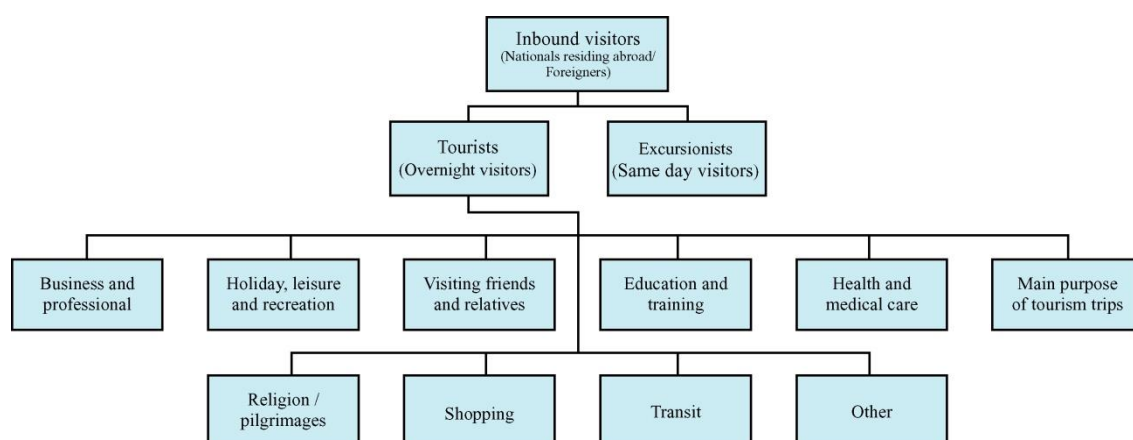 Inbound visitors
(Nationals residing abroad/
Foreigners)
Tourists
(Overnight visitors)
Excursionists
(Same day visitors)
Business and
professional
Holiday, leisure
and recreation
Visiting friends
and relatives
Education and
training
Health and
medical care
Main purpose
of tourism trips
Religion /
pilgrimages
Shopping
Transit
Other